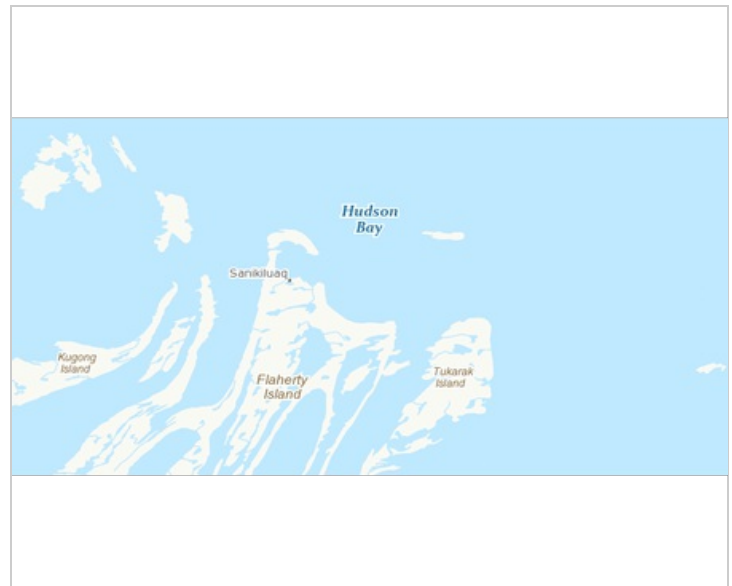 Hudson
Bay
Sanikiluaq
Kugong
Island
Flaherty
Island
Tukarak
Island